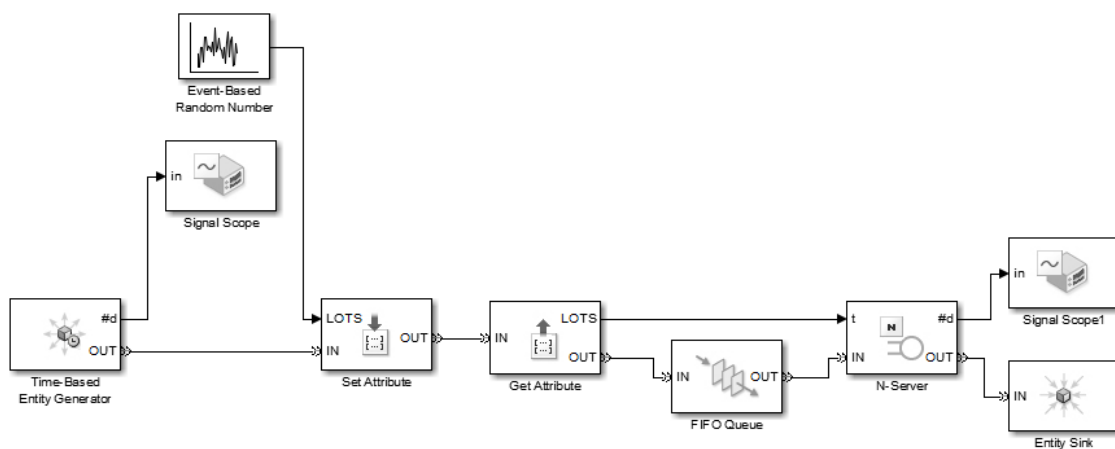 Event-Based
Random Number
in
Signal Scope
#d
OUT
Time-Based
Entity Generator
LOTS
IN
OUT
Set Attribute
IN
LOTS
OUT
Get Attribute
IN
OUT
FIFO Queue
t
IN
N
#d
OUT
N-Server
in
Signal Scope1
IN
Entity Sink